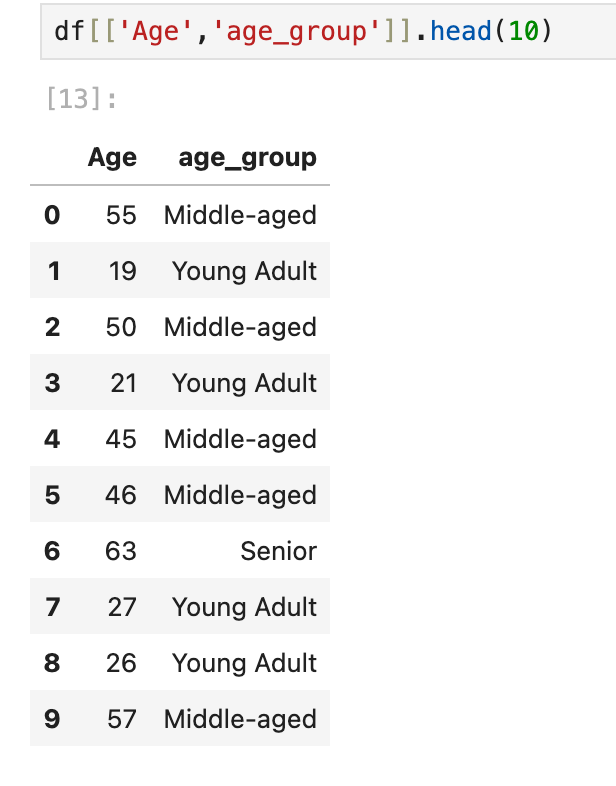 df[['Age','age_group']].head(10)
[13]:
Age age_group
0 55 Middle-aged
1 19 Young Adult
2 50 Middle-aged
3 21 Young Adult
4 45 Middle-aged
5 46 Middle-aged
6 63 Senior
7 27 Young Adult
8 26 Young Adult
9 57 Middle-aged